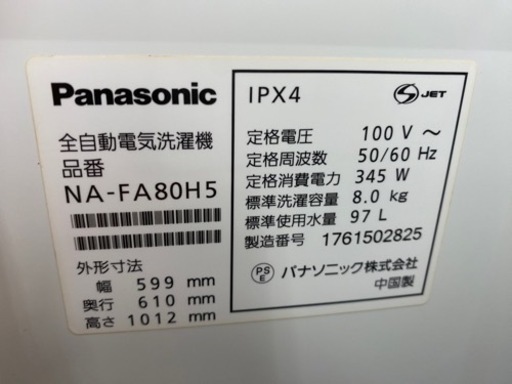 Panasonic
全自動電気洗濯機
品番
NA-FA80H5
外形寸法
幅 599 mm
奥行 610 mm
高さ 1012 mm
IPX4
S JET
定格電圧 100 V ～
定格周波数 50/60 Hz
定格消費電力 345 W
標準洗濯容量 8.0 kg
標準使用水量 97 L
製造番号 1761502825
PS E パナソニック株式会社
中国製